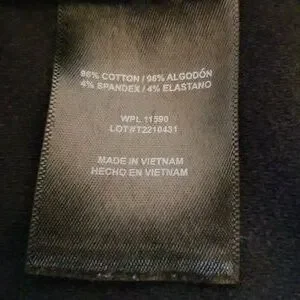 96% COTTON / 96% ALGODÓN
4% SPANDEX / 4% ELASTANO
WPL 11590
LOT#T2210431
MADE IN VIETNAM
HECHO EN VIETNAM